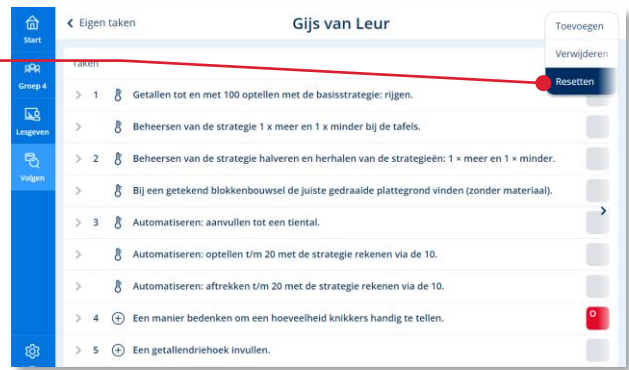 Start
Groep 4
Lesgeven
Volgen
Eigen taken
Gijs van Leur
Toevoegen
Verwijderen
Resetten
Taken
1 Getallen tot en met 100 optellen met de basisstrategie: rijgen.
Beheersen van de strategie 1 x meer en 1 x minder bij de tafels.
2 Beheersen van de strategie halveren en herhalen van de strategieën: 1 × meer en 1 × minder.
Bij een getekend blokkenbouwsel de juiste gedraaide plattegrond vinden (zonder materiaal).
3 Automatiseren: aanvullen tot een tiental.
Automatiseren: optellen t/m 20 met de strategie rekenen via de 10.
Automatiseren: aftrekken t/m 20 met de strategie rekenen via de 10.
4 Een manier bedenken om een hoeveelheid knikkers handig te tellen. O
5 Een getallendriehoek invullen.